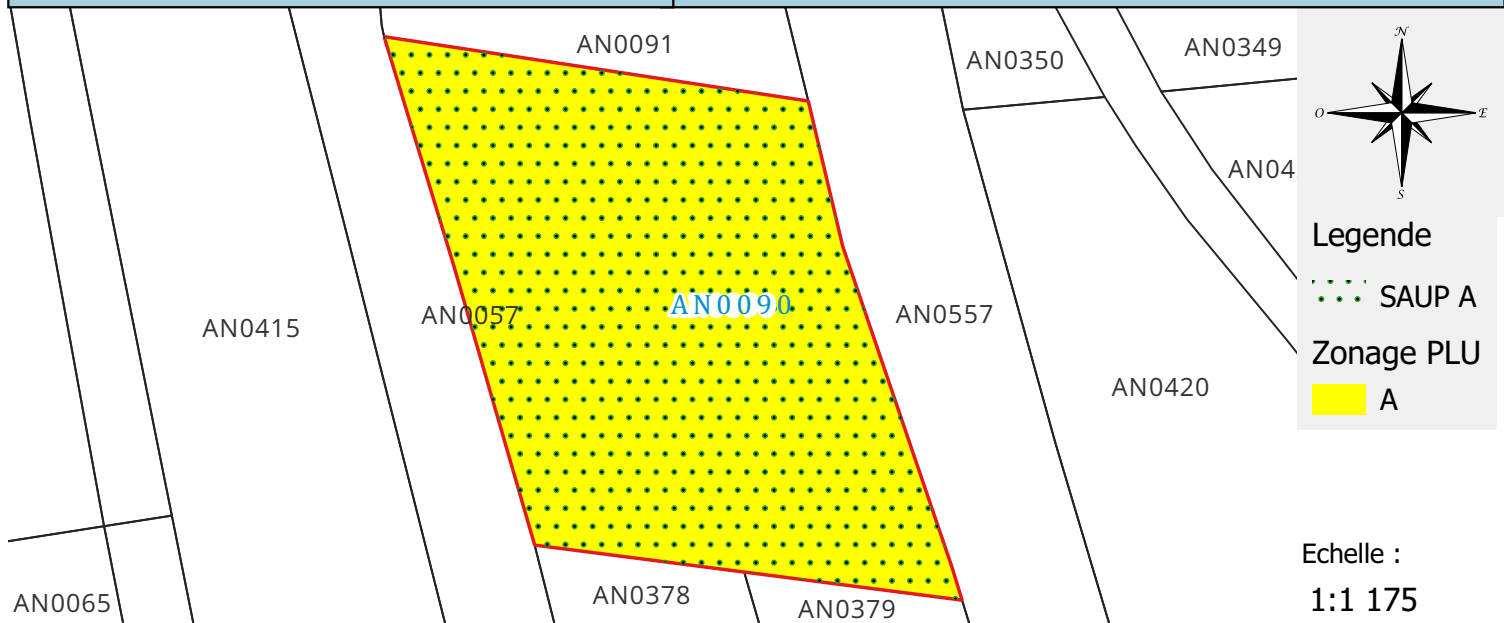 AN0091
AN0350
AN0349
AN04
AN0415
AN0057
AN0090
AN0557
AN0420
AN0065
AN0378
AN0379
N
O
E
S
Legende
SAUP A
Zonage PLU
A
Echelle :
1:1 175